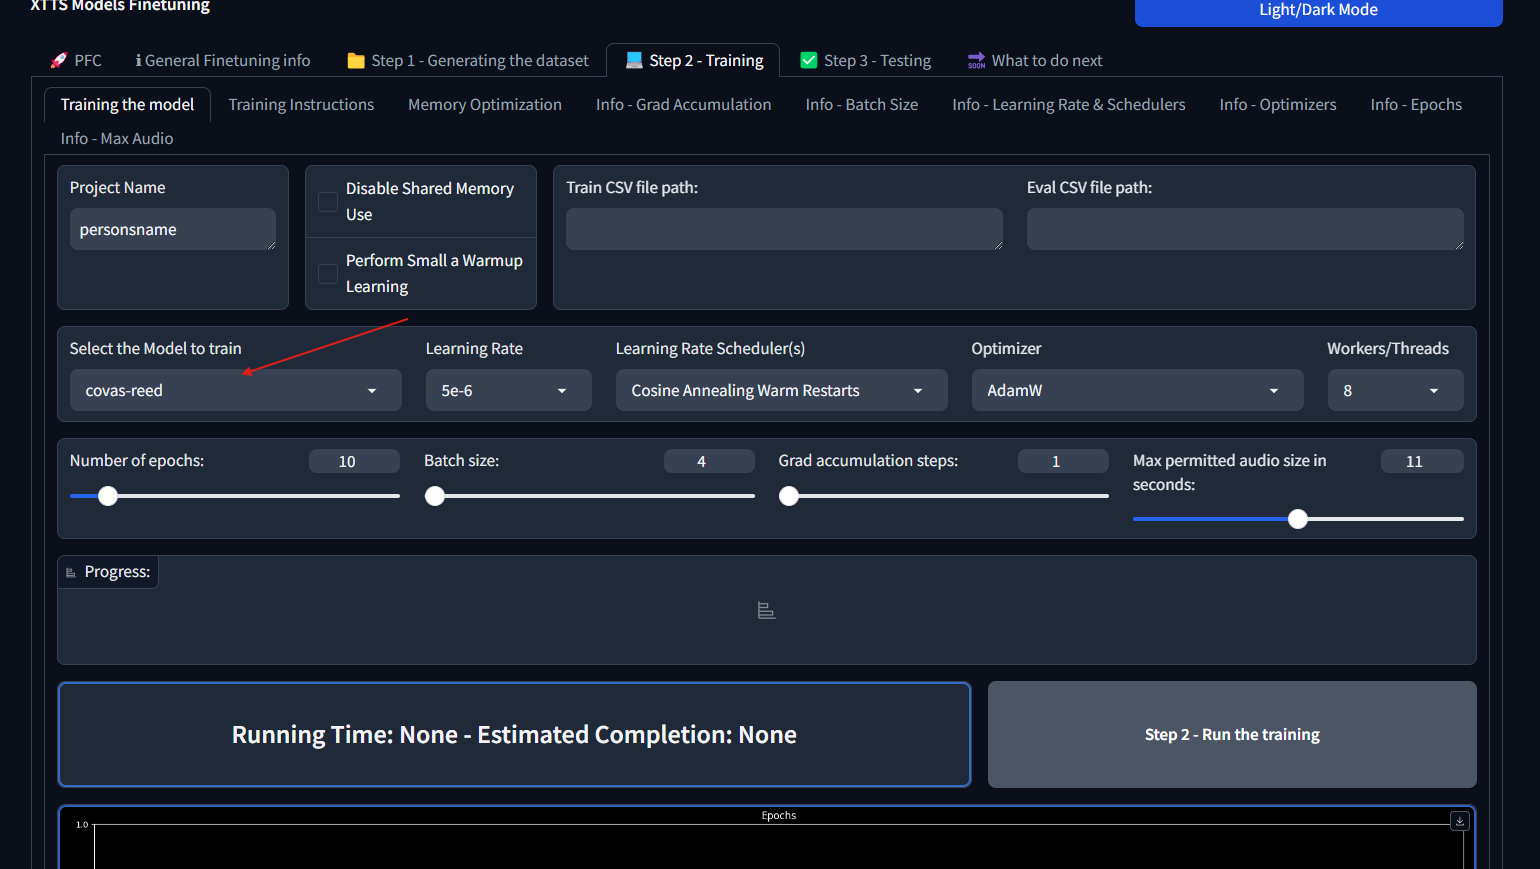 XTTS Models Finetuning
Light/Dark Mode
PFC
General Finetuning info
Step 1 - Generating the dataset
Step 2 - Training
Step 3 - Testing
SOON
What to do next
Training the model
Training Instructions
Memory Optimization
Info - Grad Accumulation
Info - Batch Size
Info - Learning Rate & Schedulers
Info - Optimizers
Info - Epochs
Info - Max Audio
Project Name
personsname
Disable Shared Memory
Use
Perform Small a Warmup
Learning
Train CSV file path:
Eval CSV file path:
Select the Model to train
covas-reed
Learning Rate
5e-6
Learning Rate Scheduler(s)
Cosine Annealing Warm Restarts
Optimizer
AdamW
Workers/Threads
8
Number of epochs:
10
Batch size:
4
Grad accumulation steps:
1
Max permitted audio size in
seconds:
11
Progress:
Running Time: None - Estimated Completion: None
Step 2 - Run the training
Epochs
1.0